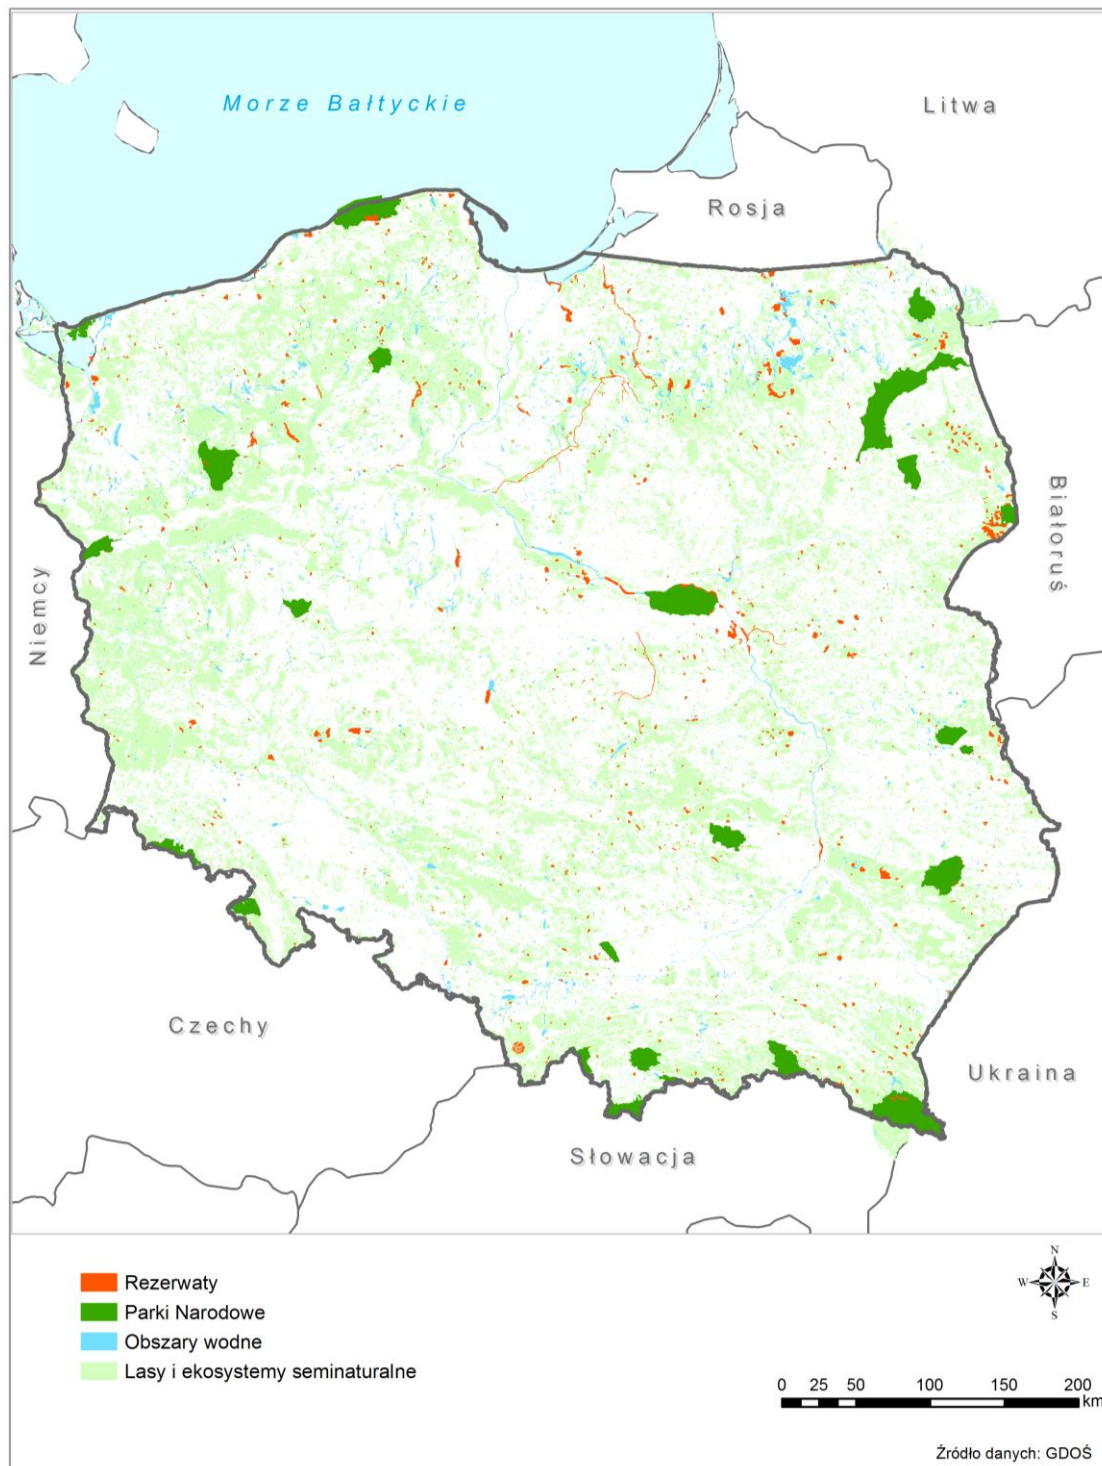 Morze Bałtyckie
Litwa
Rosja
Białoruś
Niemcy
Czechy
Ukraina
Słowacja
N
W E
S
Rezerwaty
Parki Narodowe
Obszary wodne
Lasy i ekosystemy seminaturalne
0 25 50 100 150 200
km
Źródło danych: GDOŚ